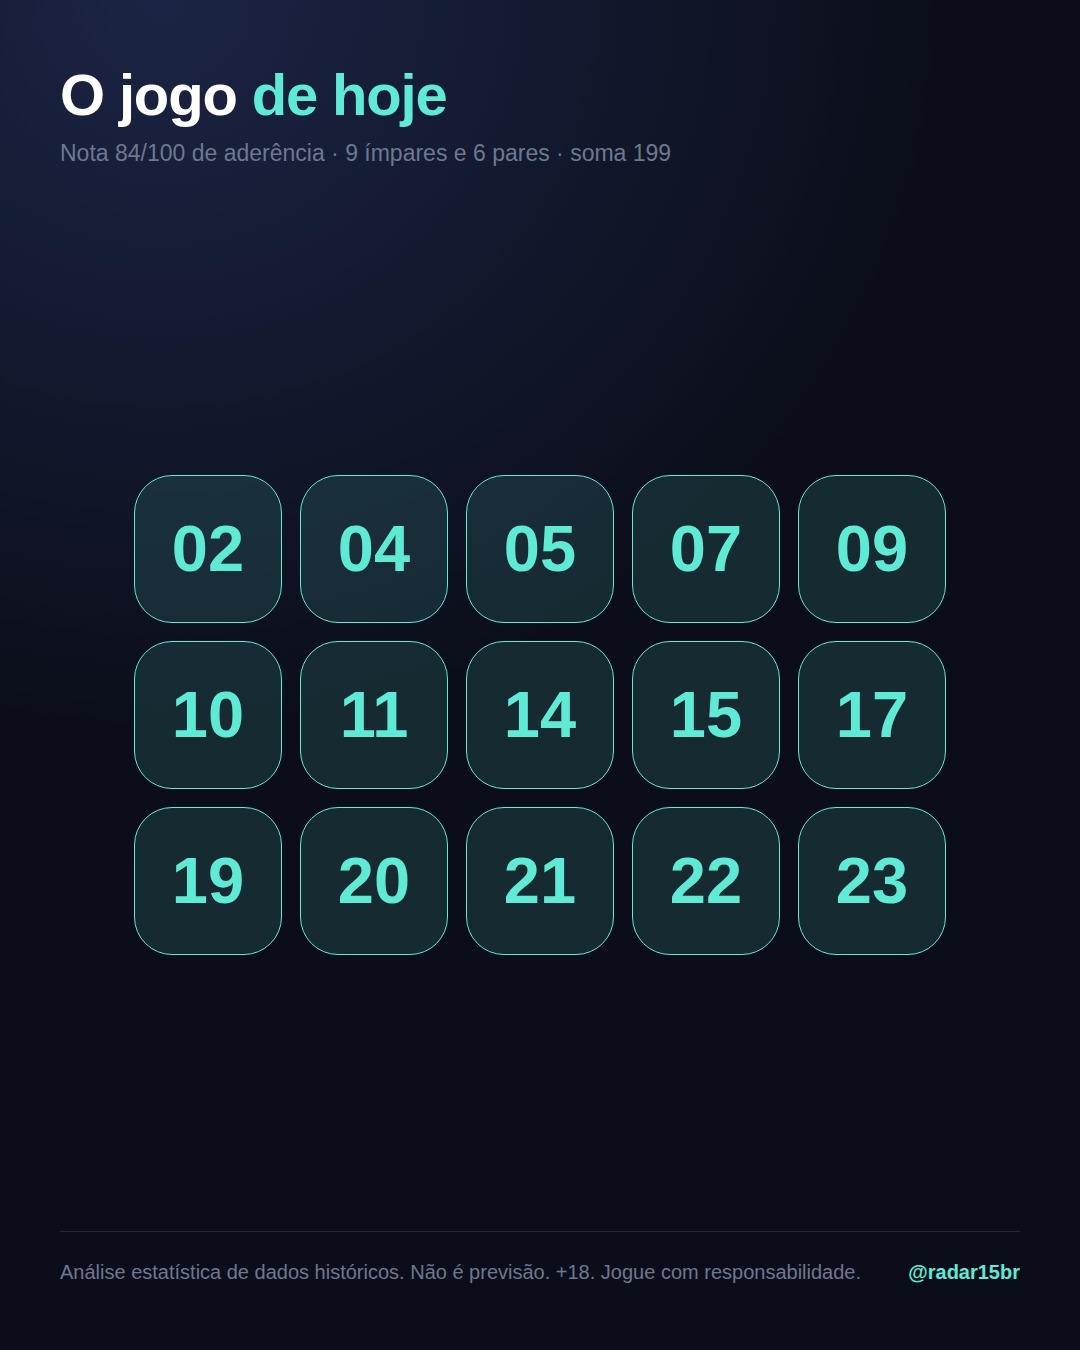 O jogo de hoje
Nota 84/100 de aderência · 9 ímpares e 6 pares · soma 199
02 04 05 07 09
10 11 14 15 17
19 20 21 22 23
Análise estatística de dados históricos. Não é previsão. +18. Jogue com responsabilidade. @radar15br